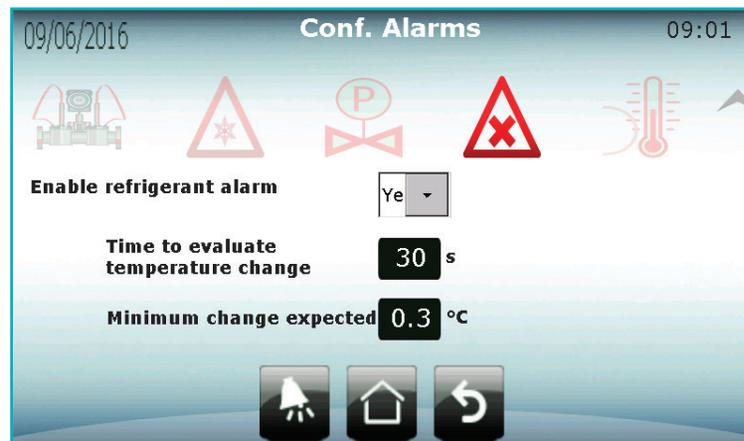 09/06/2016 Conf. Alarms 09:01
P
Enable refrigerant alarm Ye
Time to evaluate
temperature change 30 s
Minimum change expected 0.3 °C